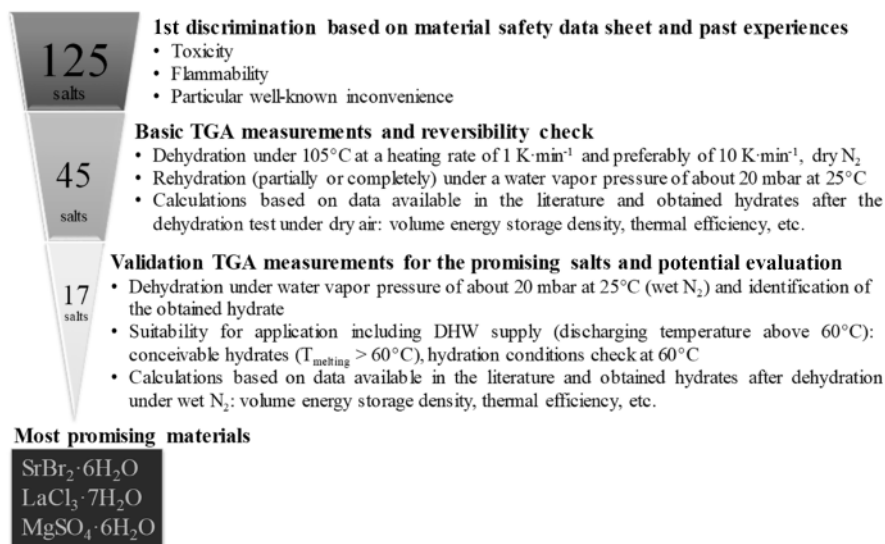 125
salts
1st discrimination based on material safety data sheet and past experiences
• Toxicity
• Flammability
• Particular well-known inconvenience
45
salts
Basic TGA measurements and reversibility check
• Dehydration under 105°C at a heating rate of 1 K·min⁻¹ and preferably of 10 K·min⁻¹, dry N₂
• Rehydration (partially or completely) under a water vapor pressure of about 20 mbar at 25°C
• Calculations based on data available in the literature and obtained hydrates after the
dehydration test under dry air: volume energy storage density, thermal efficiency, etc.
17
salts
Validation TGA measurements for the promising salts and potential evaluation
• Dehydration under water vapor pressure of about 20 mbar at 25°C (wet N₂) and identification of
the obtained hydrate
• Suitability for application including DHW supply (discharging temperature above 60°C):
conceivable hydrates (Tmelting > 60°C), hydration conditions check at 60°C
• Calculations based on data available in the literature and obtained hydrates after dehydration
under wet N₂: volume energy storage density, thermal efficiency, etc.
Most promising materials
SrBr₂·6H₂O
LaCl₃·7H₂O
MgSO₄·6H₂O